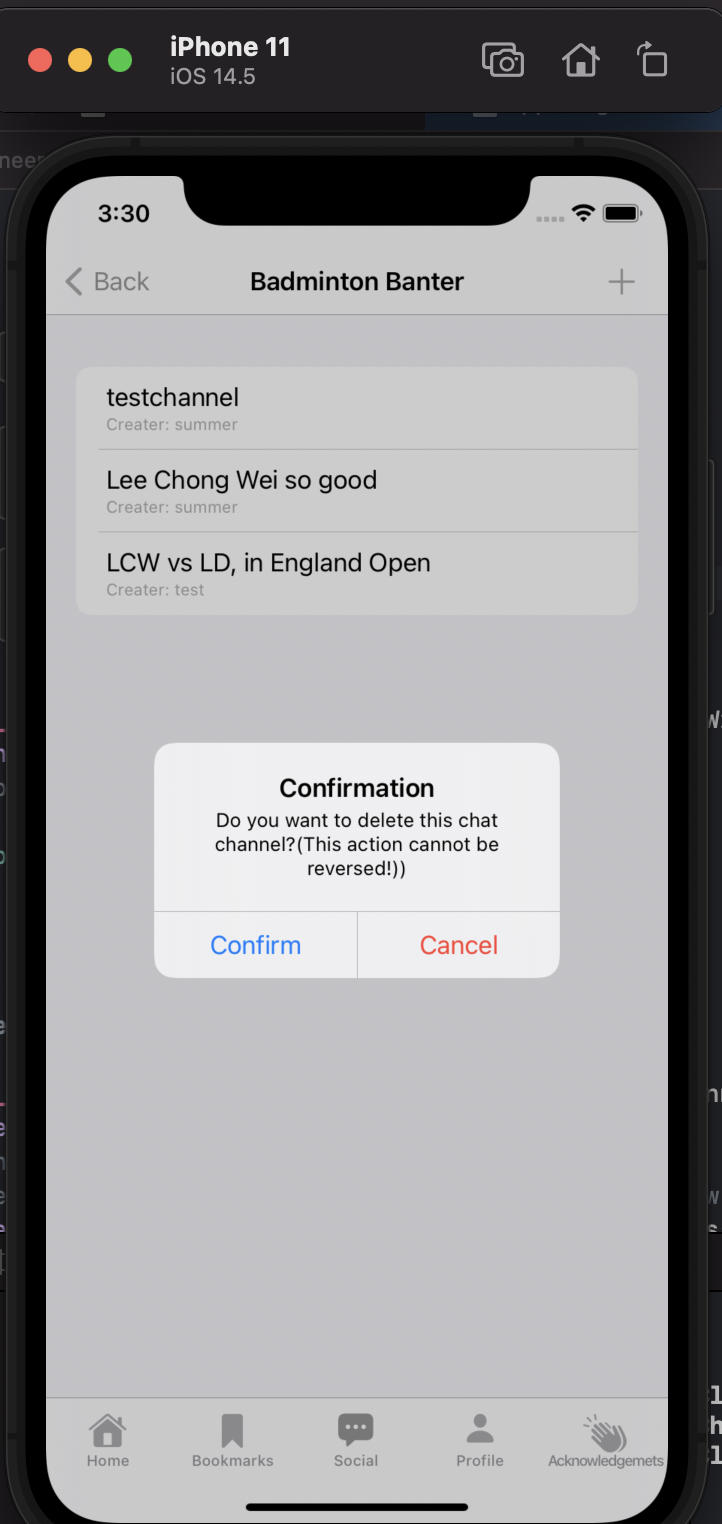 iPhone 11
iOS 14.5
neer
3:30
Back
Badminton Banter
testchannel
Creater: summer
Lee Chong Wei so good
Creater: summer
LCW vs LD, in England Open
Creater: test
Confirmation
Do you want to delete this chat
channel?(This action cannot be
reversed!))
Confirm
Cancel
Home
Bookmarks
Social
Profile
Acknowledgemets